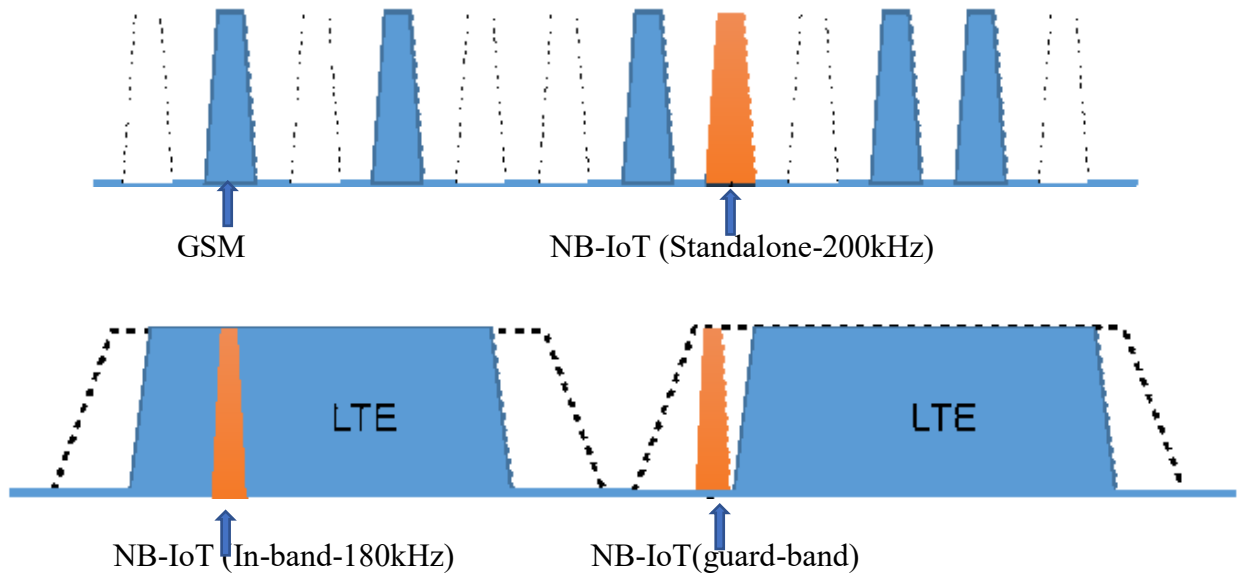 GSM
NB-IoT (Standalone-200kHz)
LTE
LTE
NB-IoT (In-band-180kHz)
NB-IoT(guard-band)